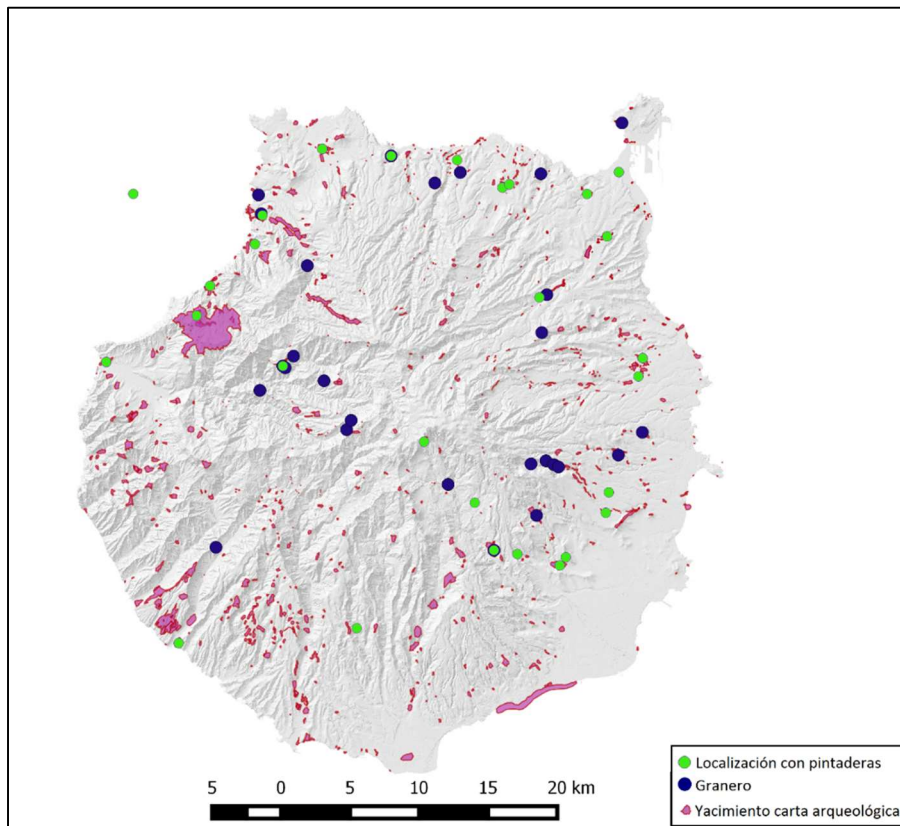 Localización con pintaderas
Granero
Yacimiento carta arqueológica
5 0 5 10 15 20 km